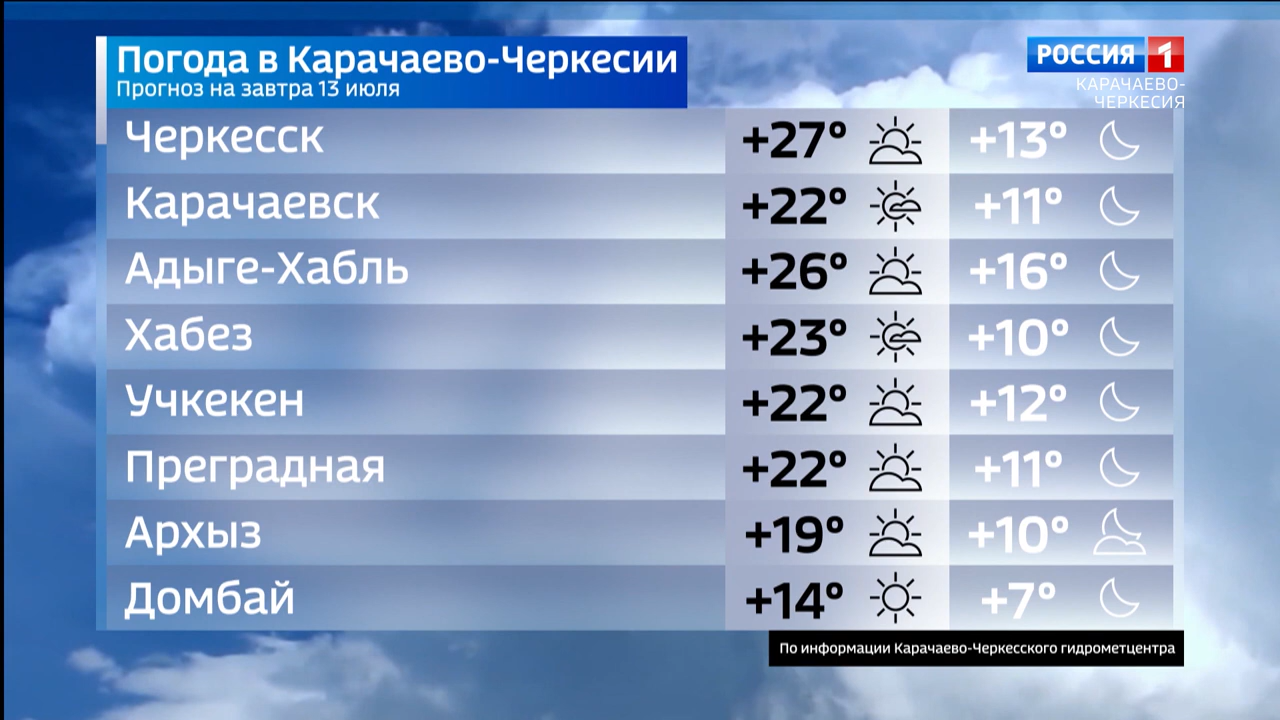 Погода в Карачаево-Черкесии
Прогноз на завтра 13 июля
РОССИЯ 1
КАРАЧАЕВО-
ЧЕРКЕСИЯ
Черкесск +27° +13°
Карачаевск +22° +11°
Адыге-Хабль +26° +16°
Хабез +23° +10°
Учкекен +22° +12°
Преградная +22° +11°
Архыз +19° +10°
Домбай +14° +7°
По информации Карачаево-Черкесского гидрометцентра